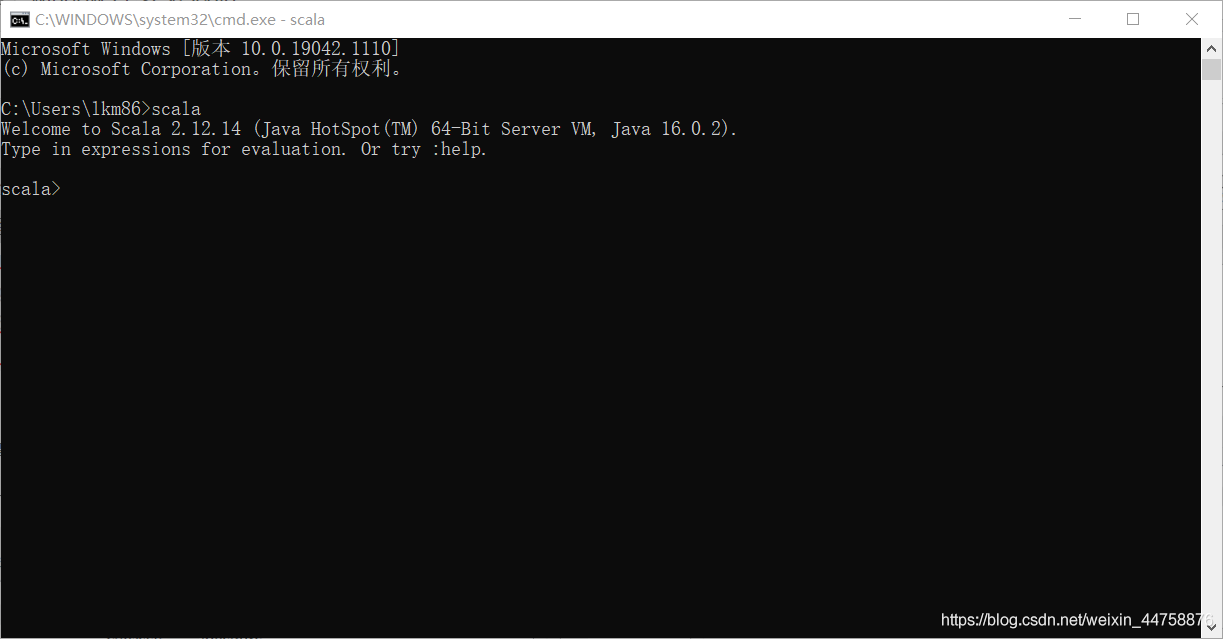 C:\WINDOWS\system32\cmd.exe - scala
Microsoft Windows [版本 10.0.19042.1110]
(c) Microsoft Corporation。保留所有权利。
C:\Users\lkm86>scala
Welcome to Scala 2.12.14 (Java HotSpot(TM) 64-Bit Server VM, Java 16.0.2).
Type in expressions for evaluation. Or try :help.
scala>
https://blog.csdn.net/weixin_44758876